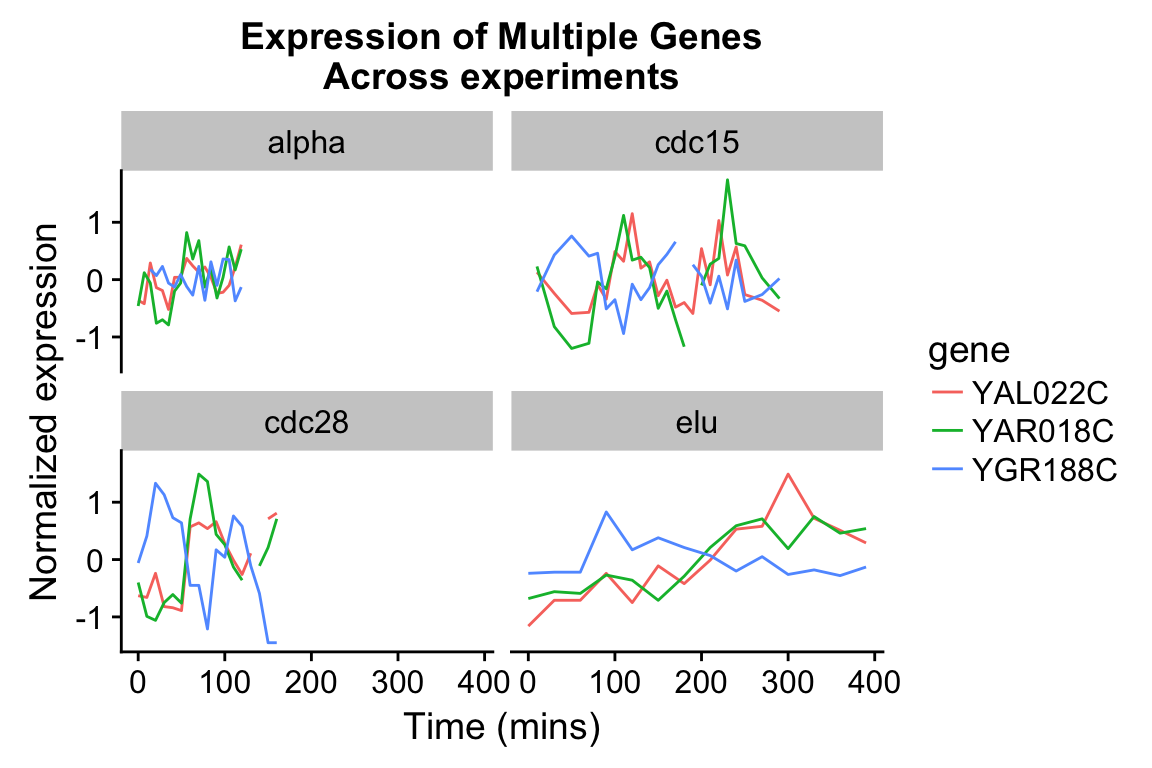 Expression of Multiple Genes
Across experiments
alpha
cdc15
1
0
-1
cdc28
elu
1
0
-1
0 100 200 300 400
0 100 200 300 400
Normalized expression
Time (mins)
gene
YAL022C
YAR018C
YGR188C